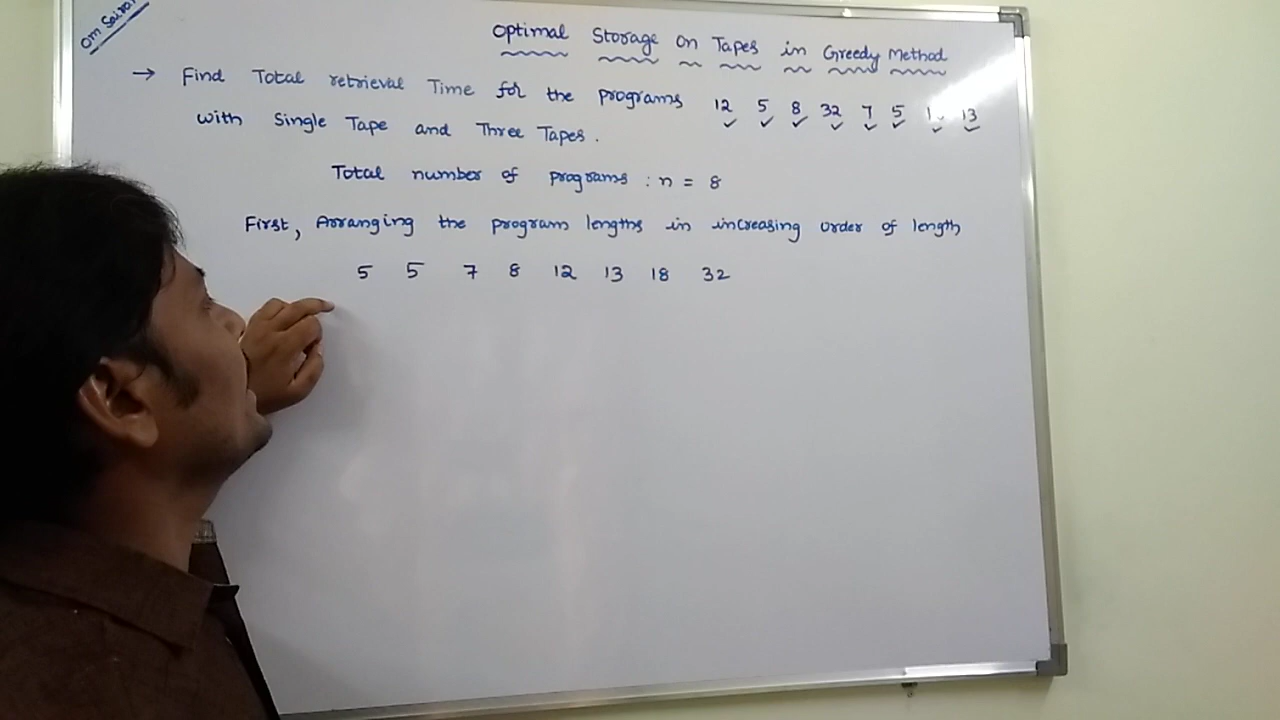 Om Sairam
Optimal Storage On Tapes in Greedy Method
→ Find Total retrieval Time for the programs 12 5 8 32 7 5 13
with Single Tape and Three Tapes.
Total number of programs : n = 8
First, Arranging the program lengths in increasing order of length
5 5 7 8 12 13 18 32